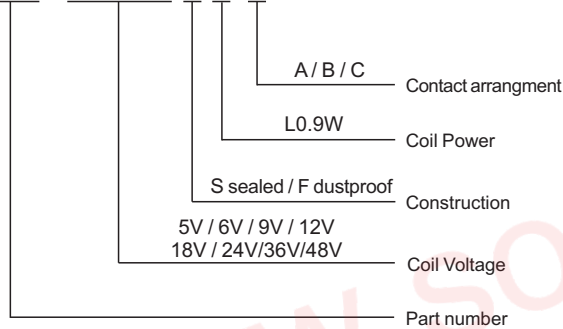 A / B / C
Contact arrangment
L0.9W
Coil Power
S sealed / F dustproof
Construction
5V / 6V / 9V / 12V
18V / 24V/36V/48V
Coil Voltage
Part number